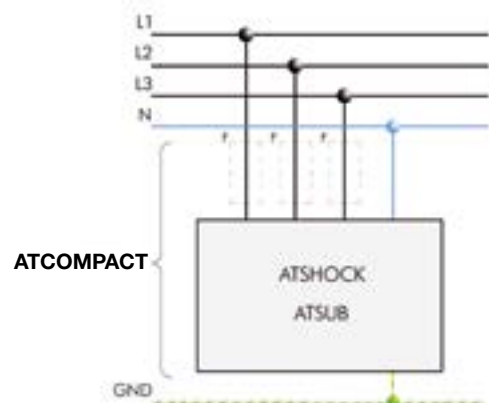 L1
L2
L3
N
F F F
ATCOMPACT
ATSHOCK
ATSUB
GND